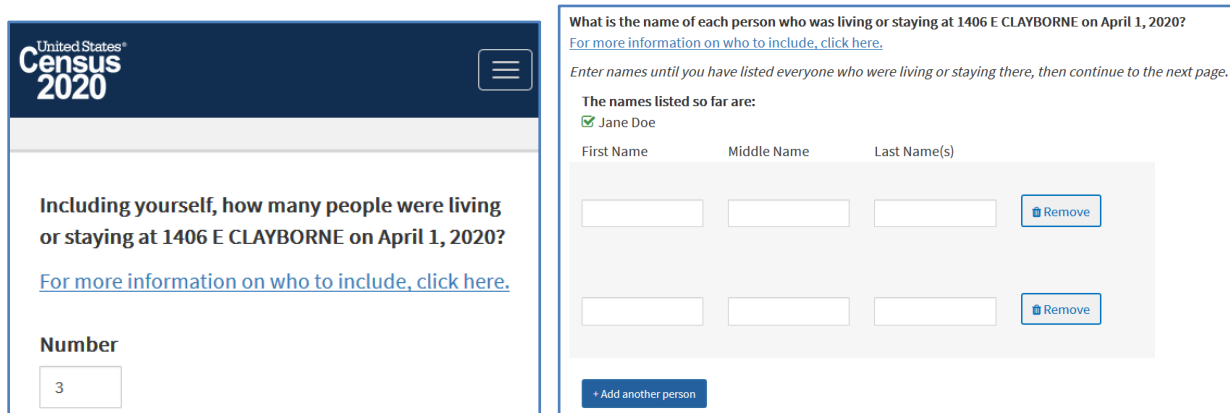 United States®
Census
2020
Including yourself, how many people were living
or staying at 1406 E CLAYBORNE on April 1, 2020?
For more information on who to include, click here.
Number
3
What is the name of each person who was living or staying at 1406 E CLAYBORNE on April 1, 2020?
For more information on who to include, click here.
Enter names until you have listed everyone who were living or staying there, then continue to the next page.
The names listed so far are:
Jane Doe
First Name Middle Name Last Name(s)
Remove
Remove
+ Add another person